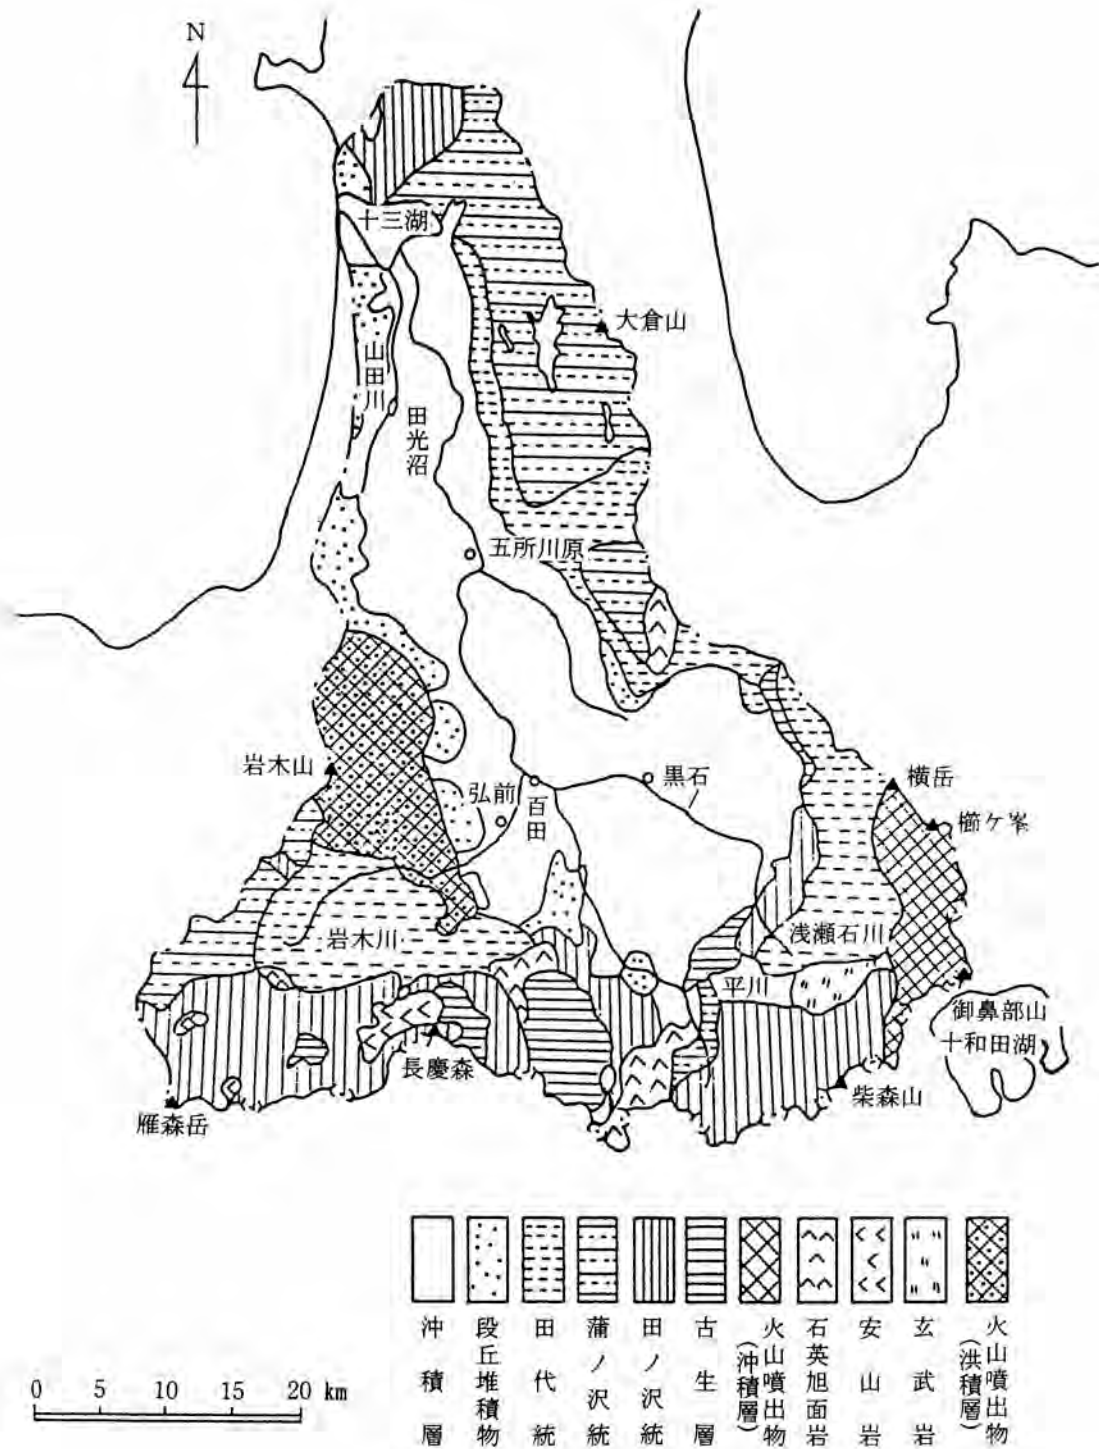 N
十三湖
大倉山
山田川
田光沼
五所川原
岩木山
弘前
百田
黒石
横岳
櫛ケ峯
岩木川
浅瀬石川
平川
御鼻部山
十和田湖
長慶森
柴森山
雁森岳
沖積層
段丘堆積物
田代統
蒲ノ沢統
田ノ沢統
古生層
火山噴出物
(沖積層)
石英旭面岩
安山岩
玄武岩
火山噴出物
(洪積層)
0 5 10 15 20 km